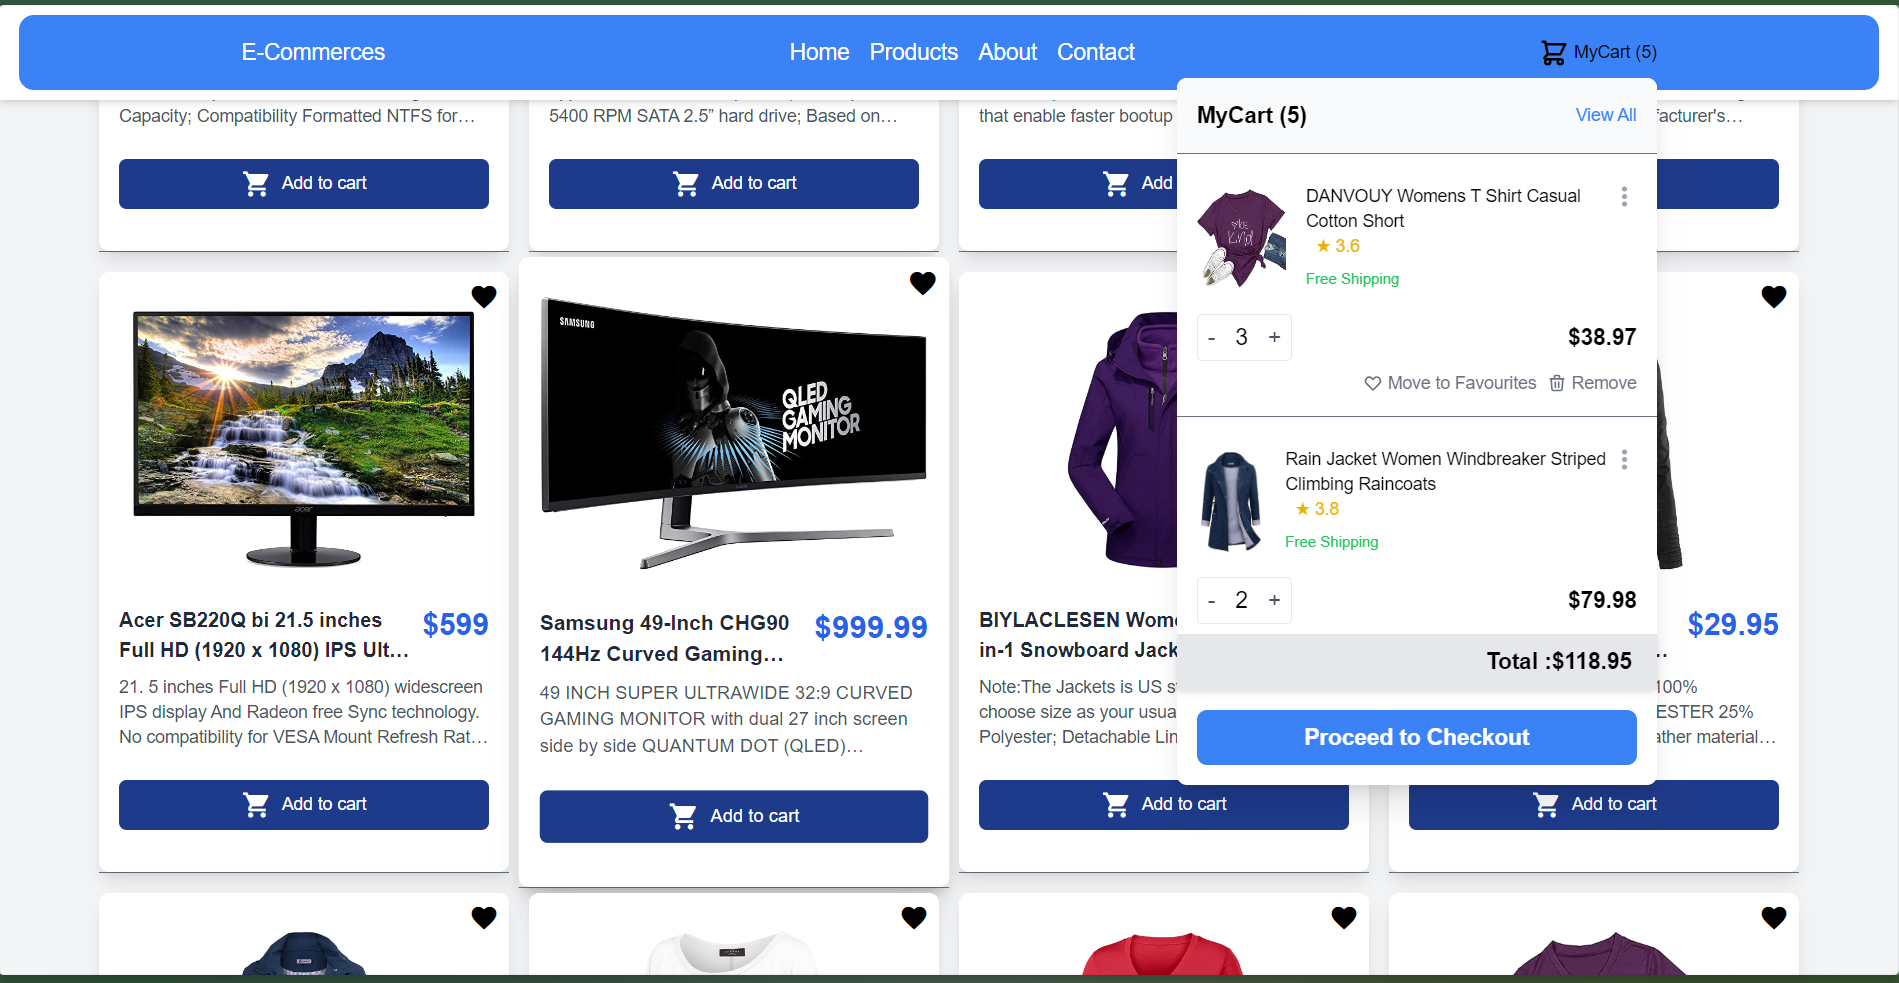 E-Commerces
Home Products About Contact
MyCart (5)
Capacity; Compatibility Formatted NTFS for…
Add to cart
5400 RPM SATA 2.5” hard drive; Based on…
Add to cart
that enable faster bootup
Add
facturer's…
MyCart (5)
View All
DANVOUY Womens T Shirt Casual
Cotton Short
★ 3.6
Free Shipping
- 3 +
$38.97
Move to Favourites Remove
Rain Jacket Women Windbreaker Striped
Climbing Raincoats
★ 3.8
Free Shipping
- 2 +
$79.98
Total :$118.95
Proceed to Checkout
acer
Acer SB220Q bi 21.5 inches
Full HD (1920 x 1080) IPS Ult…
$599
21. 5 inches Full HD (1920 x 1080) widescreen
IPS display And Radeon free Sync technology.
No compatibility for VESA Mount Refresh Rat…
Add to cart
SAMSUNG
QLED
GAMING
MONITOR
Samsung 49-Inch CHG90
144Hz Curved Gaming…
$999.99
49 INCH SUPER ULTRAWIDE 32:9 CURVED
GAMING MONITOR with dual 27 inch screen
side by side QUANTUM DOT (QLED)…
Add to cart
BIYLACLESEN
in-1 Snowboard
Note:The Jackets is US
choose size as your
Polyester; Detachable
Add to cart
$29.95
…
100%
25%
material…
Add to cart